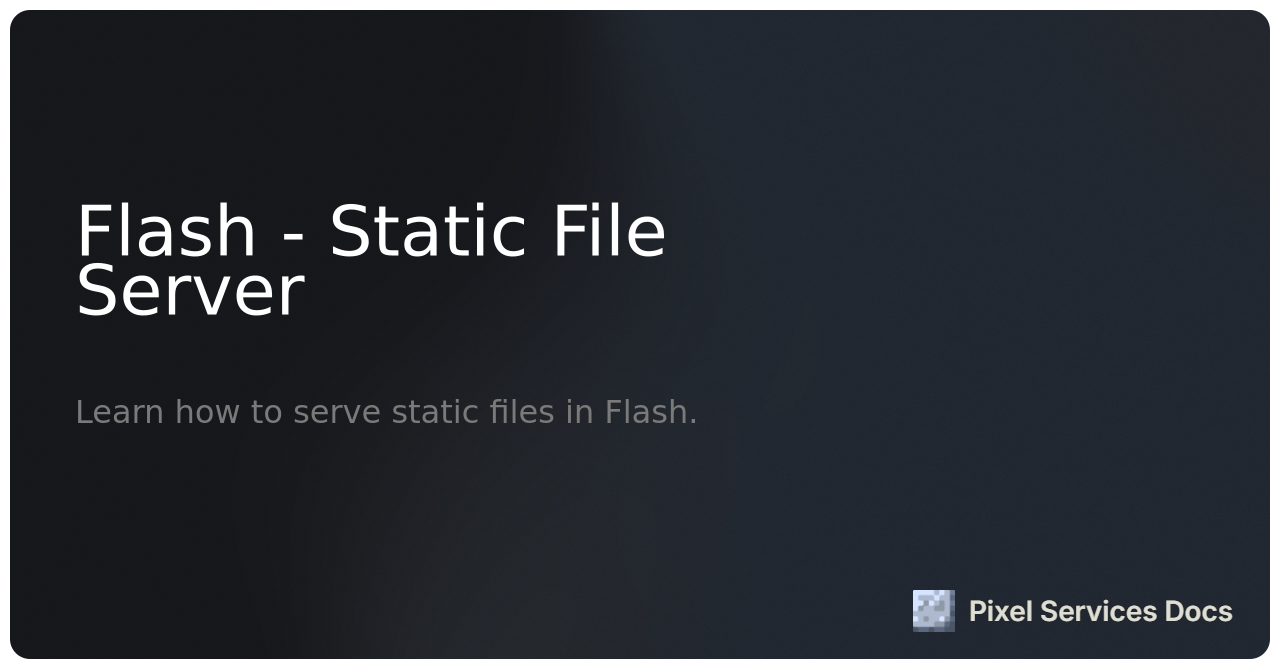 Flash - Static File
Server
Learn how to serve static files in Flash.
Pixel Services Docs